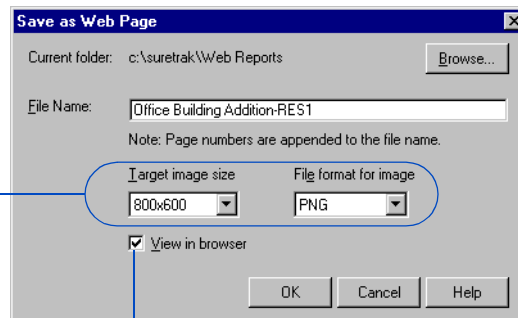 Save as Web Page
Current folder: c:\suretrak\Web Reports Browse...
File Name: Office Building Addition-RES1
Note: Page numbers are appended to the file name.
Target image size File format for image
800x600 PNG
View in browser
OK Cancel Help